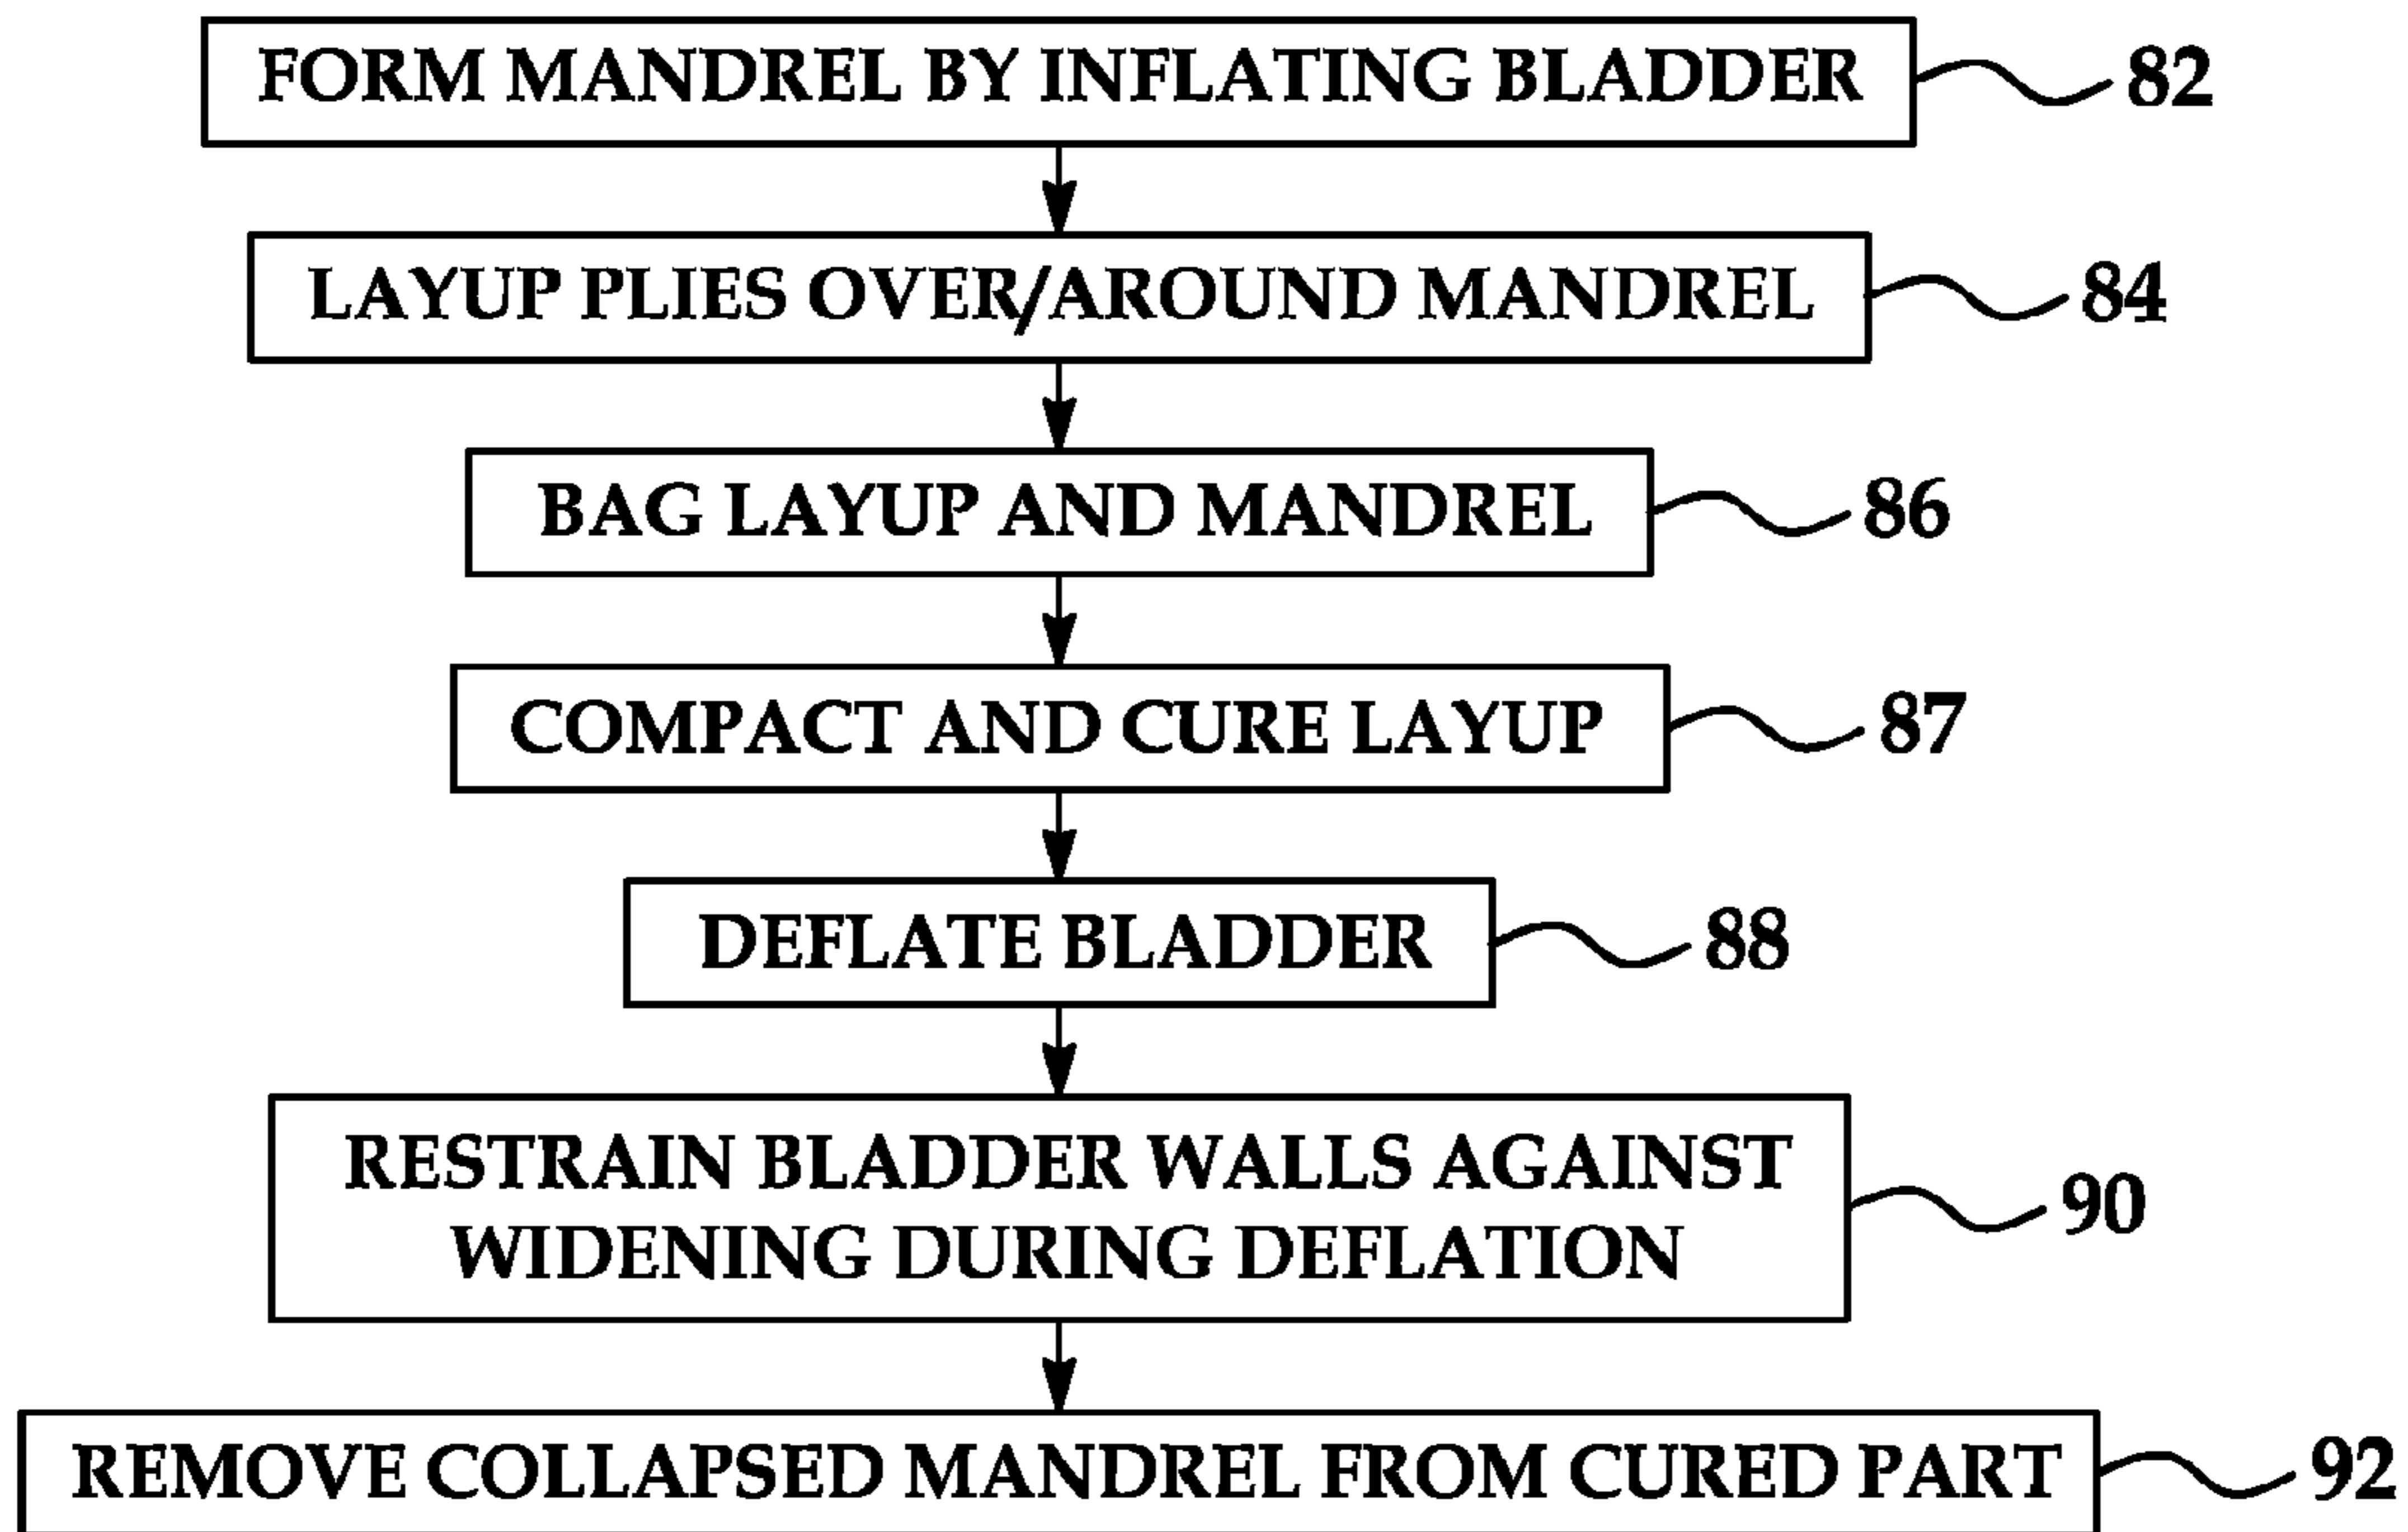 FORM MANDREL BY INFLATING BLADDER 82
LAYUP PLIES OVER/AROUND MANDREL 84
BAG LAYUP AND MANDREL 86
COMPACT AND CURE LAYUP 87
DEFLATE BLADDER 88
RESTRAIN BLADDER WALLS AGAINST
WIDENING DURING DEFLATION 90
REMOVE COLLAPSED MANDREL FROM CURED PART 92